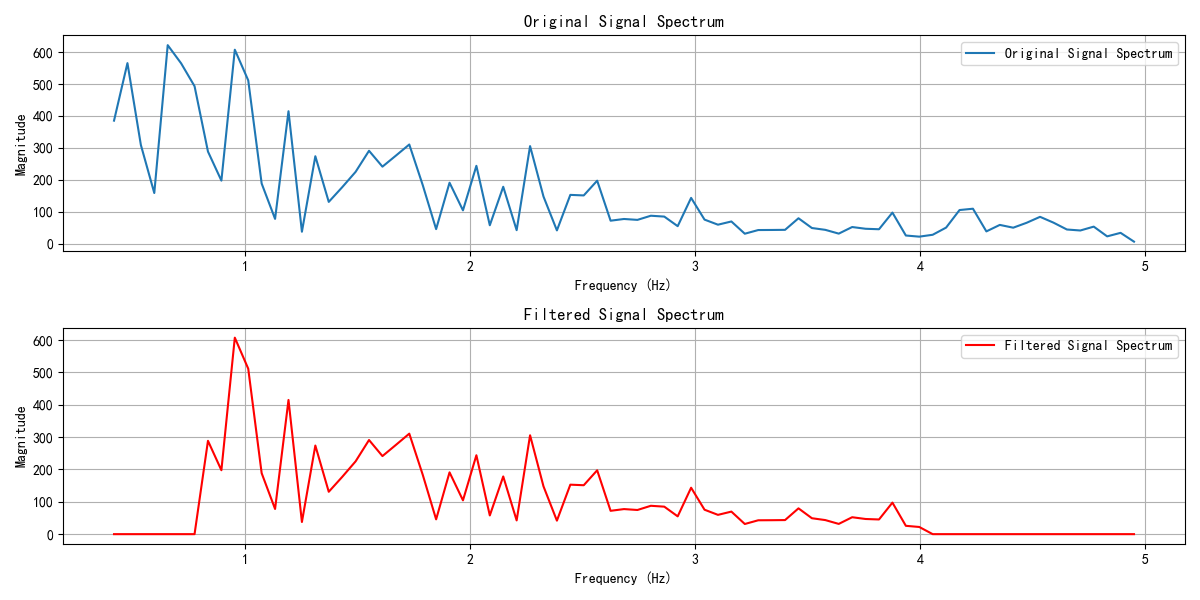 Original Signal Spectrum
Original Signal Spectrum
600
500
400
300
200
100
0
Magnitude
1 2 3 4 5
Frequency (Hz)
Filtered Signal Spectrum
Filtered Signal Spectrum
600
500
400
300
200
100
0
Magnitude
1 2 3 4 5
Frequency (Hz)